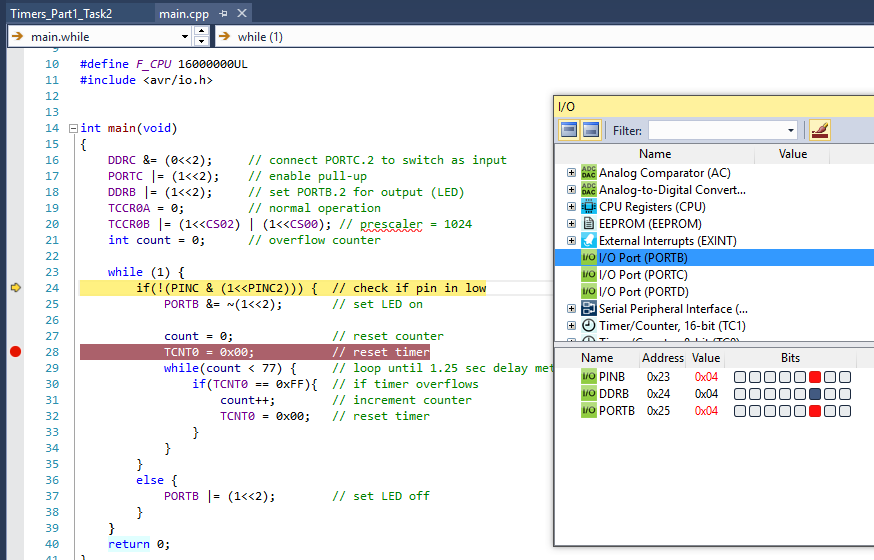 Timers_Part1_Task2 main.cpp
main.while while (1)
9
10 #define F_CPU 16000000UL
11 #include <avr/io.h>
12
13
14 int main(void)
15 {
16 DDRC &= (0<<2); // connect PORTC.2 to switch as input
17 PORTC |= (1<<2); // enable pull-up
18 DDRB |= (1<<2); // set PORTB.2 for output (LED)
19 TCCR0A = 0; // normal operation
20 TCCR0B |= (1<<CS02) | (1<<CS00); // prescaler = 1024
21 int count = 0; // overflow counter
22
23 while (1) {
24 if(!(PINC & (1<<PINC2))) { // check if pin in low
25 PORTB &= ~(1<<2); // set LED on
26
27 count = 0; // reset counter
28 TCNT0 = 0x00; // reset timer
29 while(count < 77) { // loop until 1.25 sec delay met
30 if(TCNT0 == 0xFF){ // if timer overflows
31 count++; // increment counter
32 TCNT0 = 0x00; // reset timer
33 }
34 }
35 }
36 else {
37 PORTB |= (1<<2); // set LED off
38 }
39 }
40 return 0;
41 }
I/O
Filter:
Name Value
Analog Comparator (AC)
Analog-to-Digital Convert...
CPU Registers (CPU)
EEPROM (EEPROM)
External Interrupts (EXINT)
I/O Port (PORTB)
I/O Port (PORTC)
I/O Port (PORTD)
Serial Peripheral Interface (...
Timer/Counter, 16-bit (TC1)
Name Address Value Bits
I/O PINB 0x23 0x04
I/O DDRB 0x24 0x04
I/O PORTB 0x25 0x04